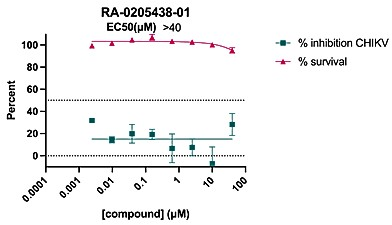 RA-0205438-01
EC50(µM) >40
% inhibition CHIKV
% survival
Percent
100
80
60
40
20
0
0.0001
0.001
0.01
0.1
1
10
100
[compound] (µM)